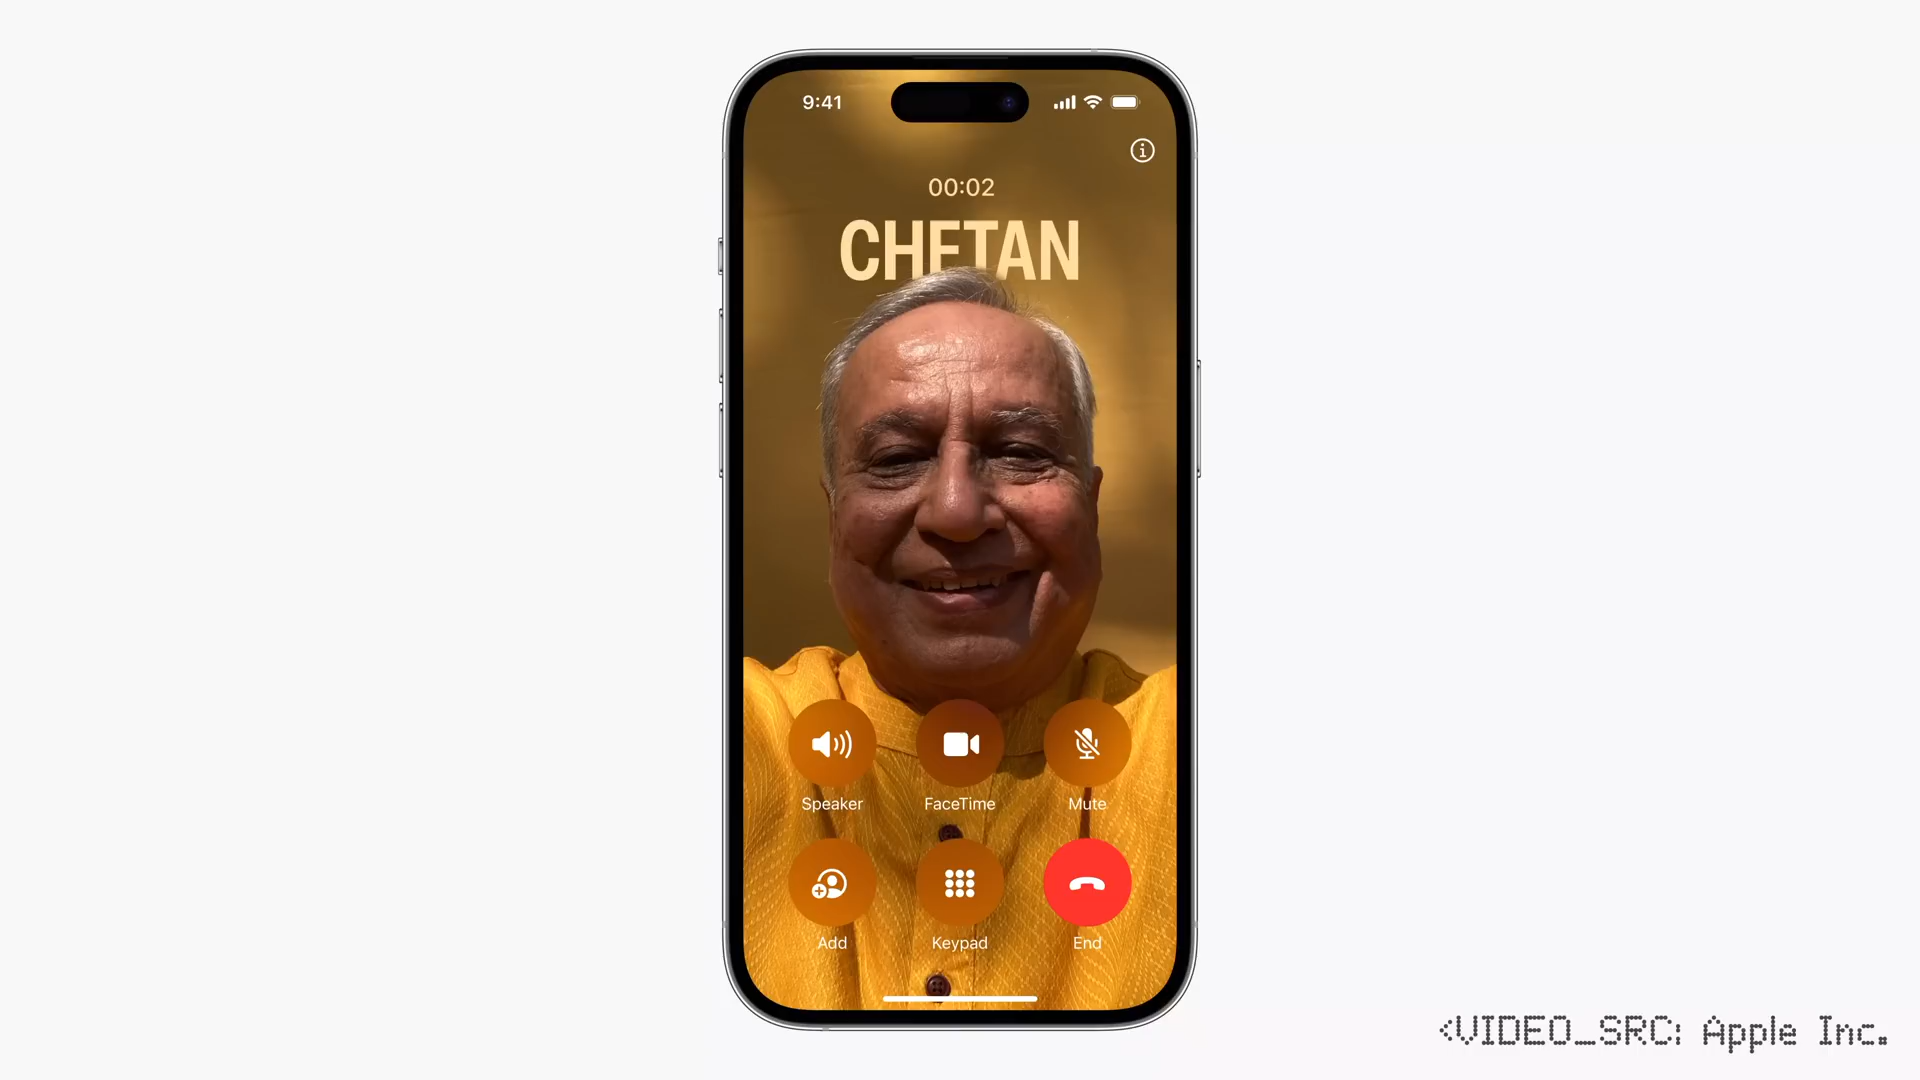 9:41
00:02
CHETAN
Speaker
FaceTime
Mute
Add
Keypad
End
<VIDEO_SRC: Apple Inc.